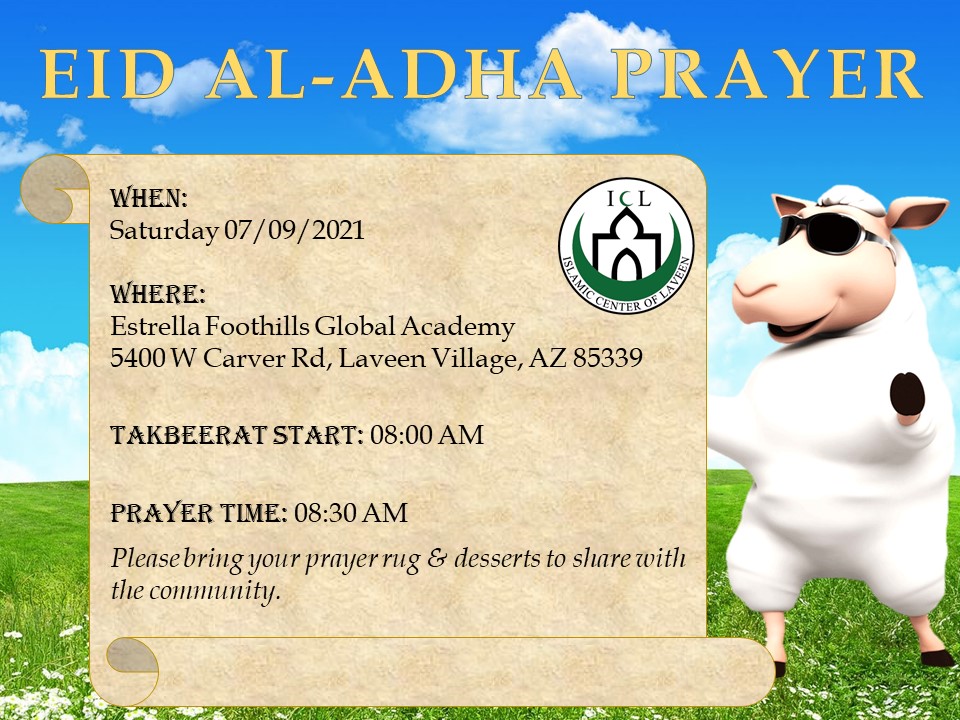 EID AL-ADHA PRAYER
WHEN:
Saturday 07/09/2021
WHERE:
Estrella Foothills Global Academy
5400 W Carver Rd, Laveen Village, AZ 85339
TAKBEERAT START: 08:00 AM
PRAYER TIME: 08:30 AM
Please bring your prayer rug & desserts to share with
the community.
ICL
ISLAMIC CENTER OF LAVEEN